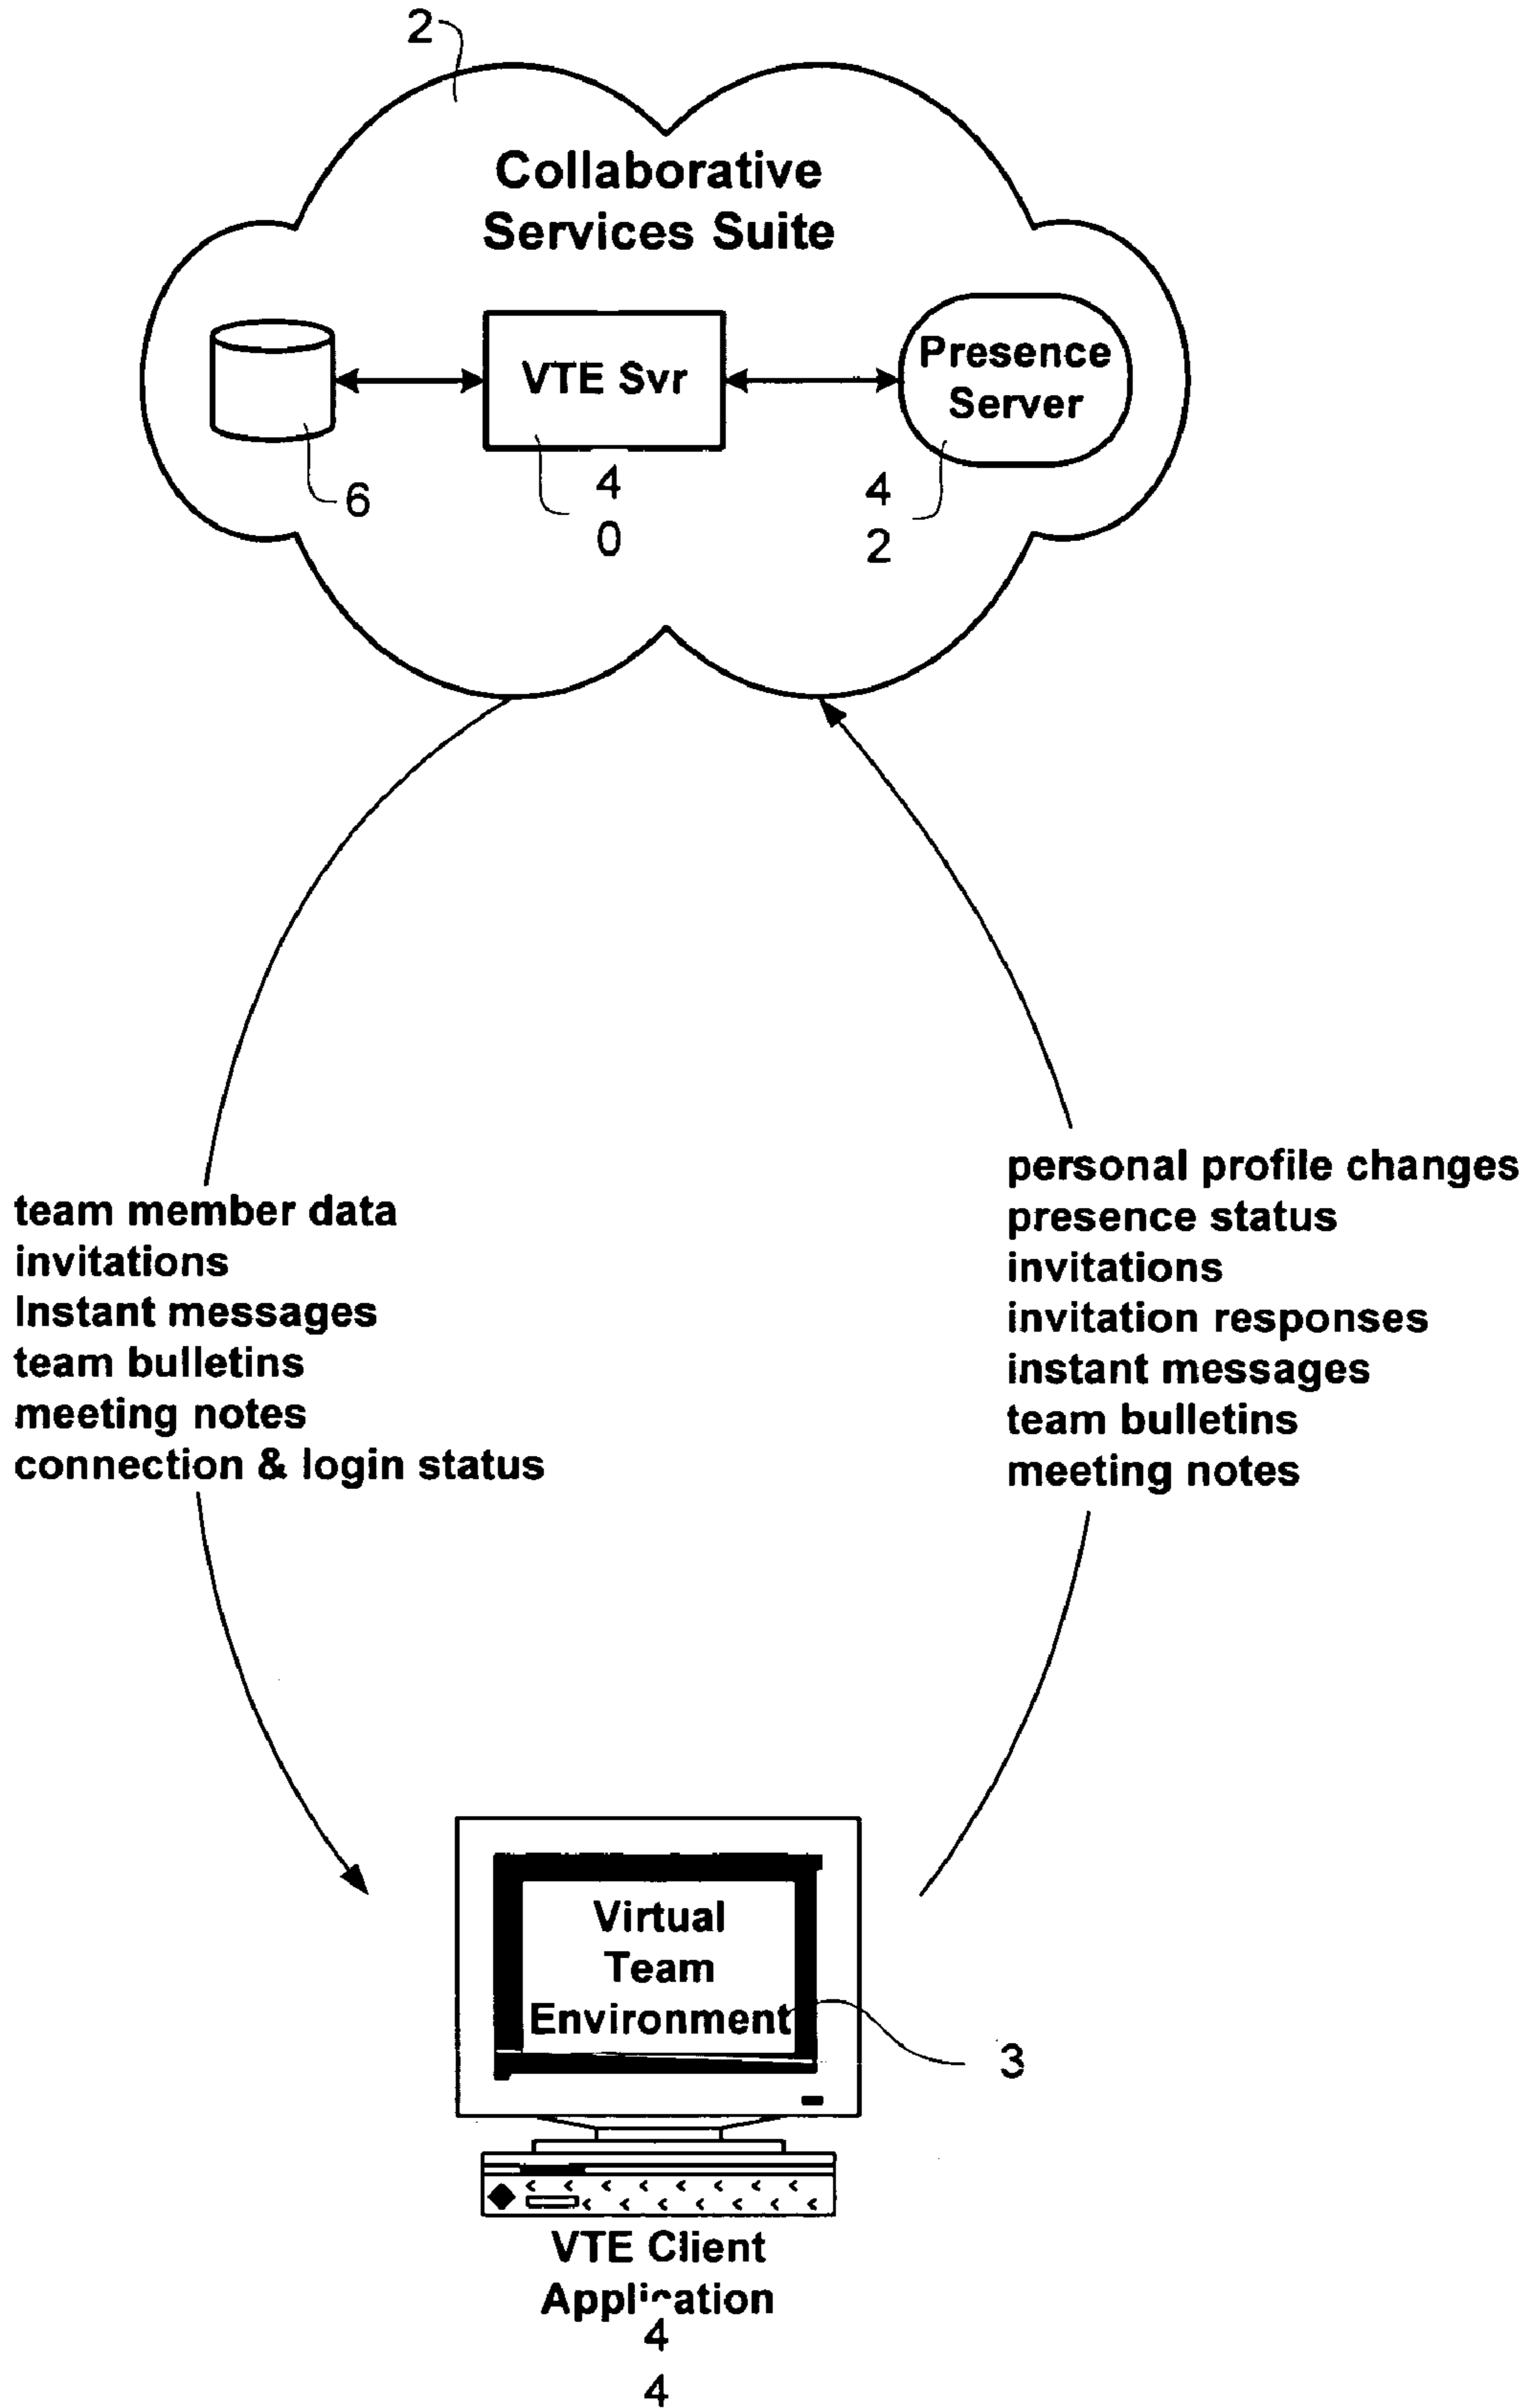 2
Collaborative
Services Suite
VTE Svr
Presence
Server
6
4
0
4
2
team member data
invitations
Instant messages
team bulletins
meeting notes
connection & login status
personal profile changes
presence status
invitations
invitation responses
instant messages
team bulletins
meeting notes
Virtual
Team
Environment
3
VTE Client
Application
4
4